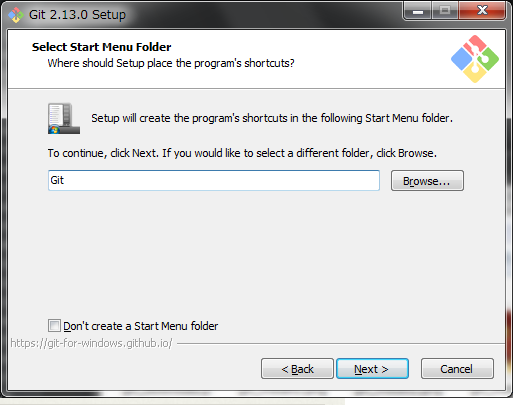 Git 2.13.0 Setup
Select Start Menu Folder
Where should Setup place the program's shortcuts?
Setup will create the program's shortcuts in the following Start Menu folder.
To continue, click Next. If you would like to select a different folder, click Browse.
Git
Browse...
Don't create a Start Menu folder
https://git-for-windows.github.io/
< Back
Next >
Cancel